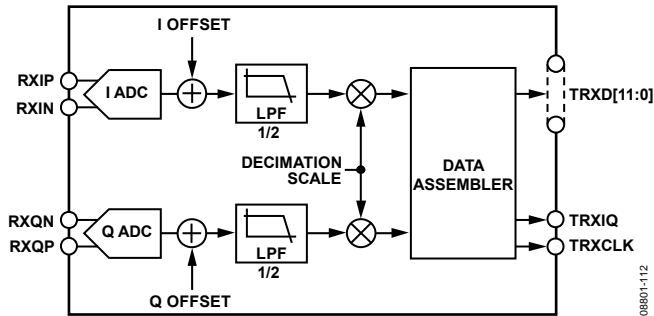 I OFFSET
RXIP
RXIN
I ADC
LPF
1/2
TRXD[11:0]
DECIMATION
SCALE
DATA
ASSEMBLER
RXQN
RXQP
Q ADC
LPF
1/2
TRXIQ
TRXCLK
Q OFFSET
08801-112